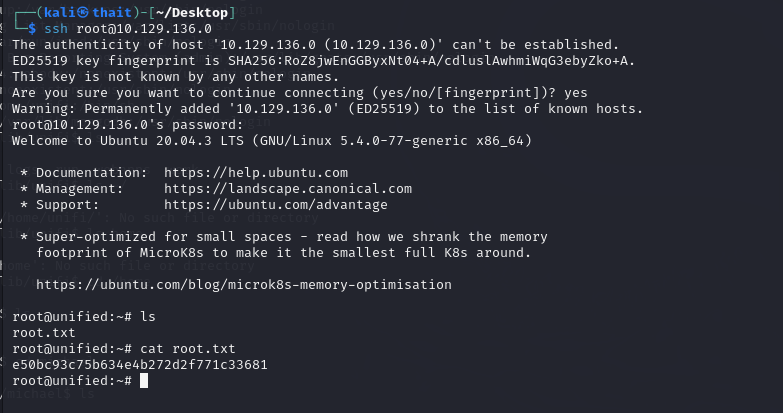 ┌──(kali㉿thait)-[~/Desktop]
└─$ ssh root@10.129.136.0
The authenticity of host '10.129.136.0 (10.129.136.0)' can't be established.
ED25519 key fingerprint is SHA256:RoZ8jwEnGGByxNt04+A/cdluslAwhmiWqG3ebyZko+A.
This key is not known by any other names.
Are you sure you want to continue connecting (yes/no/[fingerprint])? yes
Warning: Permanently added '10.129.136.0' (ED25519) to the list of known hosts.
root@10.129.136.0's password:
Welcome to Ubuntu 20.04.3 LTS (GNU/Linux 5.4.0-77-generic x86_64)
* Documentation: https://help.ubuntu.com
* Management: https://landscape.canonical.com
* Support: https://ubuntu.com/advantage
* Super-optimized for small spaces - read how we shrank the memory
footprint of MicroK8s to make it the smallest full K8s around.
https://ubuntu.com/blog/microk8s-memory-optimisation
root@unified:~# ls
root.txt
root@unified:~# cat root.txt
e50bc93c75b634e4b272d2f771c33681
root@unified:~#